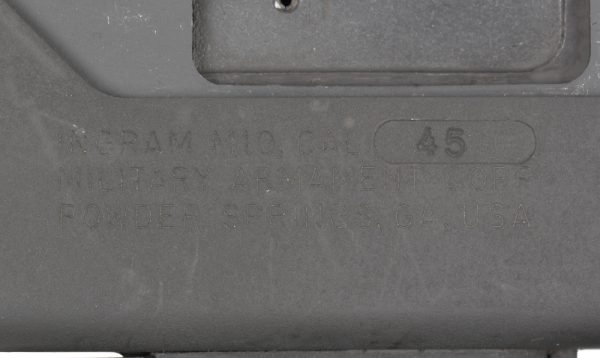 INGRAM M10, CAL 45
MILITARY ARMAMENT CORP
POWDER SPRINGS, GA., USA